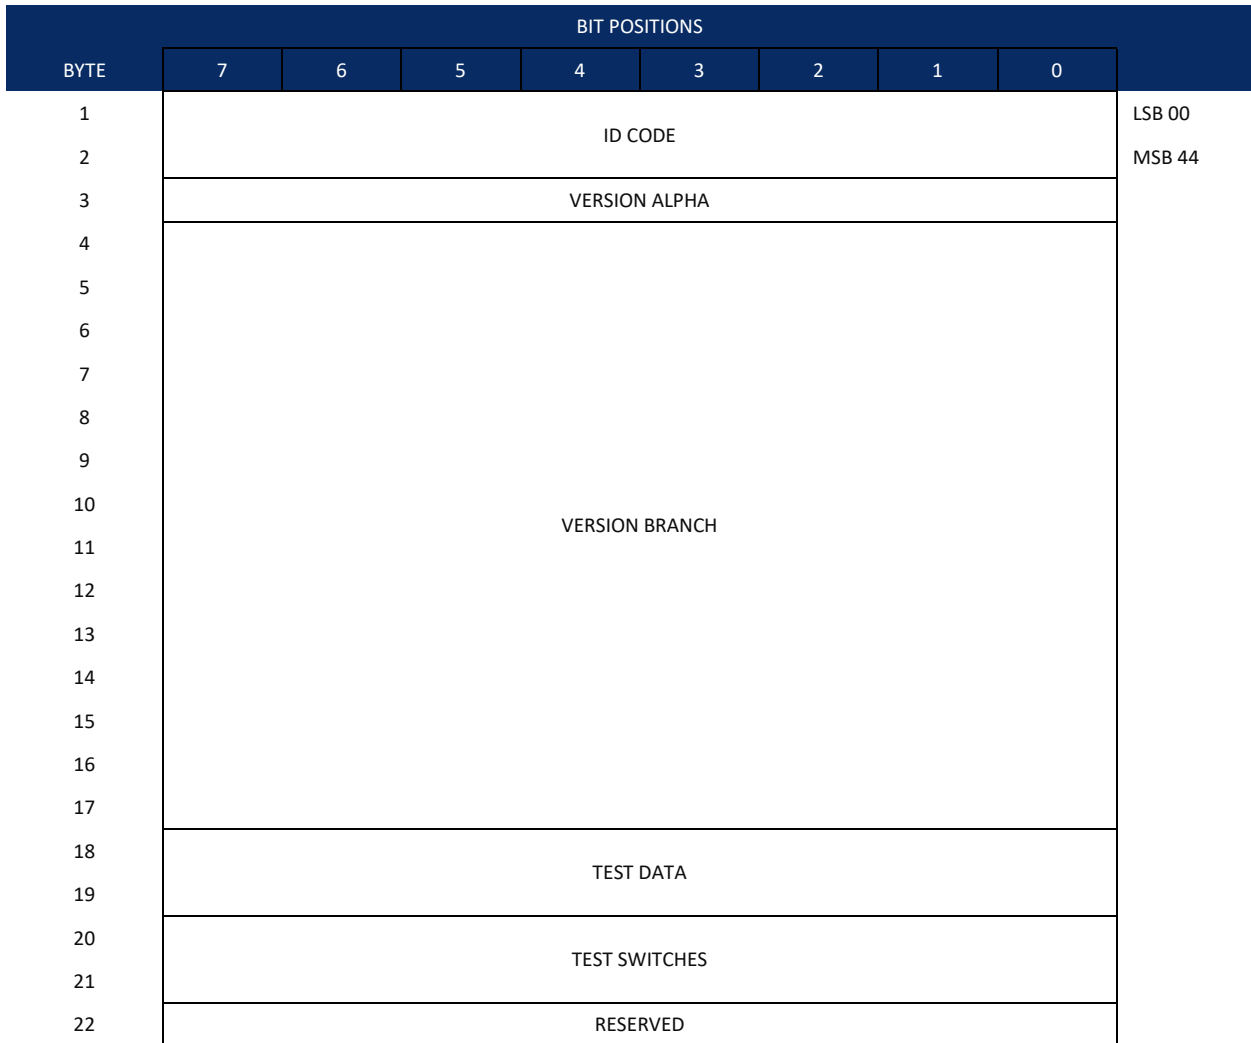 BIT POSITIONS
BYTE 7 6 5 4 3 2 1 0
1 LSB 00
ID CODE
2 MSB 44
3 VERSION ALPHA
4
5
6
7
8
9
10
VERSION BRANCH
11
12
13
14
15
16
17
18
TEST DATA
19
20
TEST SWITCHES
21
22 RESERVED